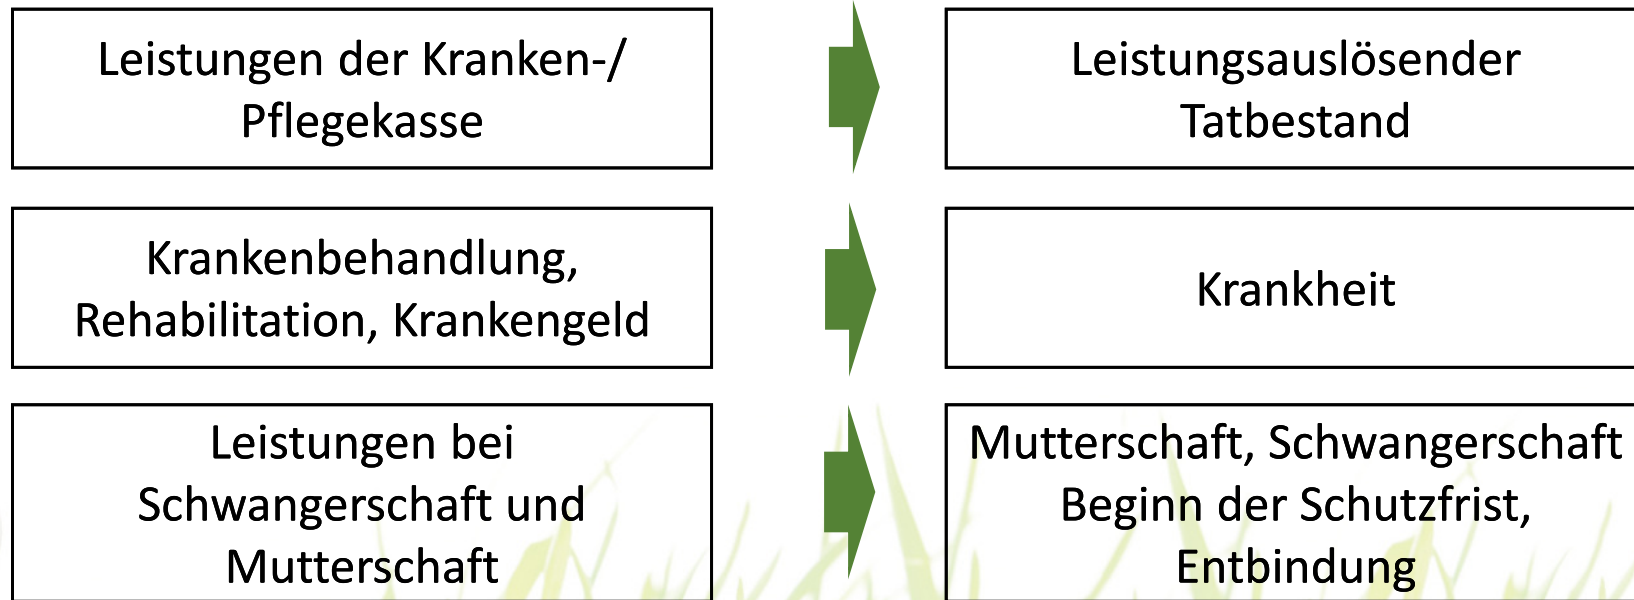 Leistungen der Kranken-/
Pflegekasse
Leistungsauslösender
Tatbestand
Krankenbehandlung,
Rehabilitation, Krankengeld
Krankheit
Leistungen bei
Schwangerschaft und
Mutterschaft
Mutterschaft, Schwangerschaft
Beginn der Schutzfrist,
Entbindung